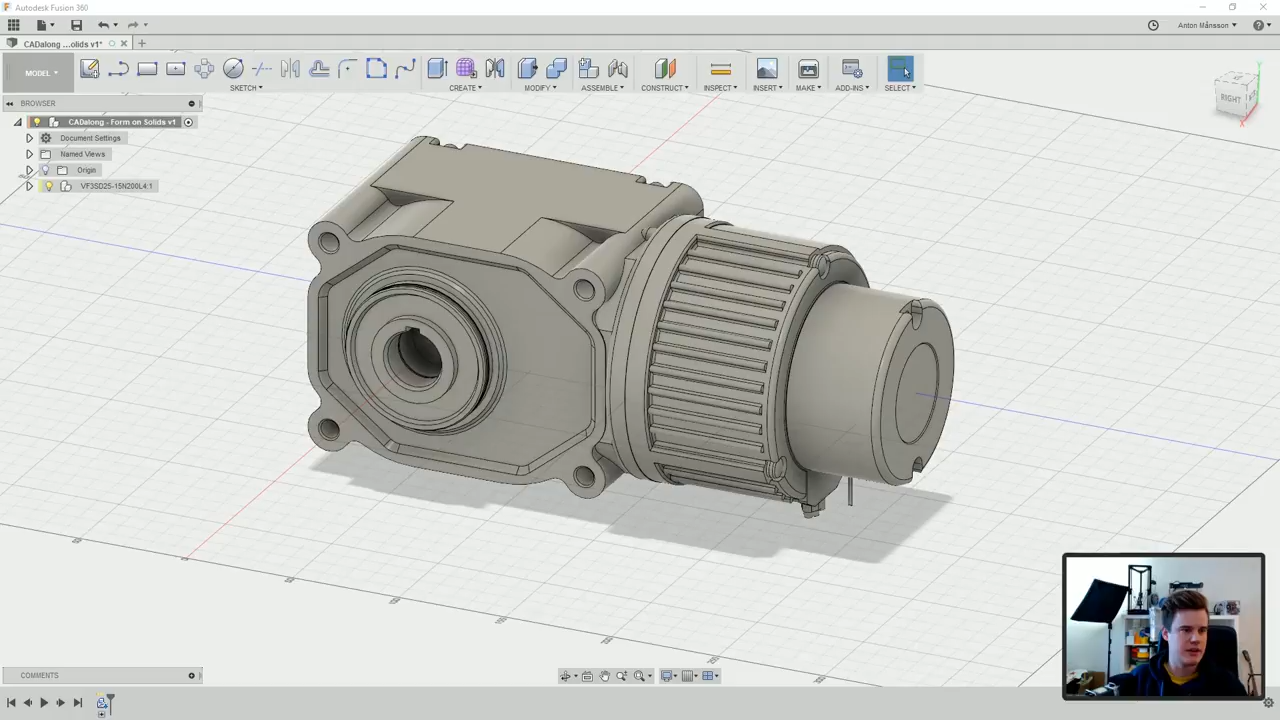 Autodesk Fusion 360
Anton Månsson
CADalong ...olids v1*
MODEL
SKETCH
CREATE
MODIFY
ASSEMBLE
CONSTRUCT
INSPECT
INSERT
MAKE
ADD-INS
SELECT
RIGHT
BROWSER
CADalong - Form on Solids v1
Document Settings
Named Views
Origin
VF3SD25-15N200L4:1
COMMENTS